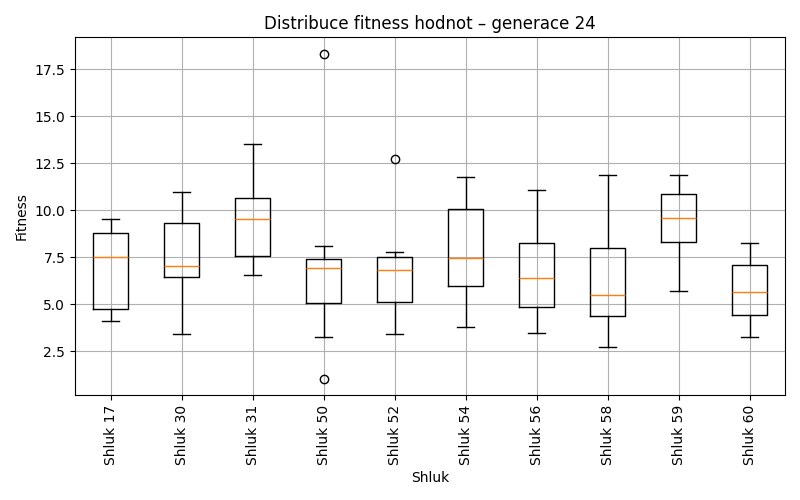 Distribuce fitness hodnot – generace 24
Fitness
17.5
15.0
12.5
10.0
7.5
5.0
2.5
Shluk 17
Shluk 30
Shluk 31
Shluk 50
Shluk 52
Shluk 54
Shluk 56
Shluk 58
Shluk 59
Shluk 60
Shluk